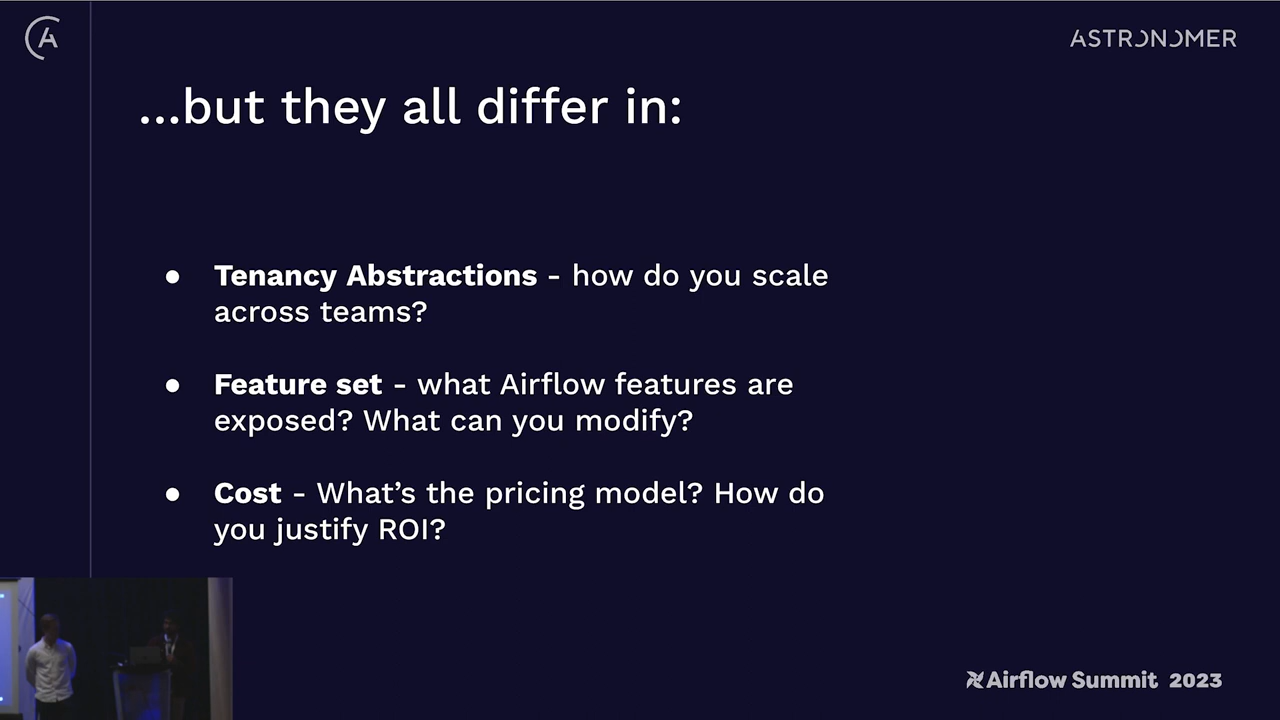 ASTRONOMER
...but they all differ in:
● Tenancy Abstractions - how do you scale
across teams?
● Feature set - what Airflow features are
exposed? What can you modify?
● Cost - What’s the pricing model? How do
you justify ROI?
Airflow Summit 2023